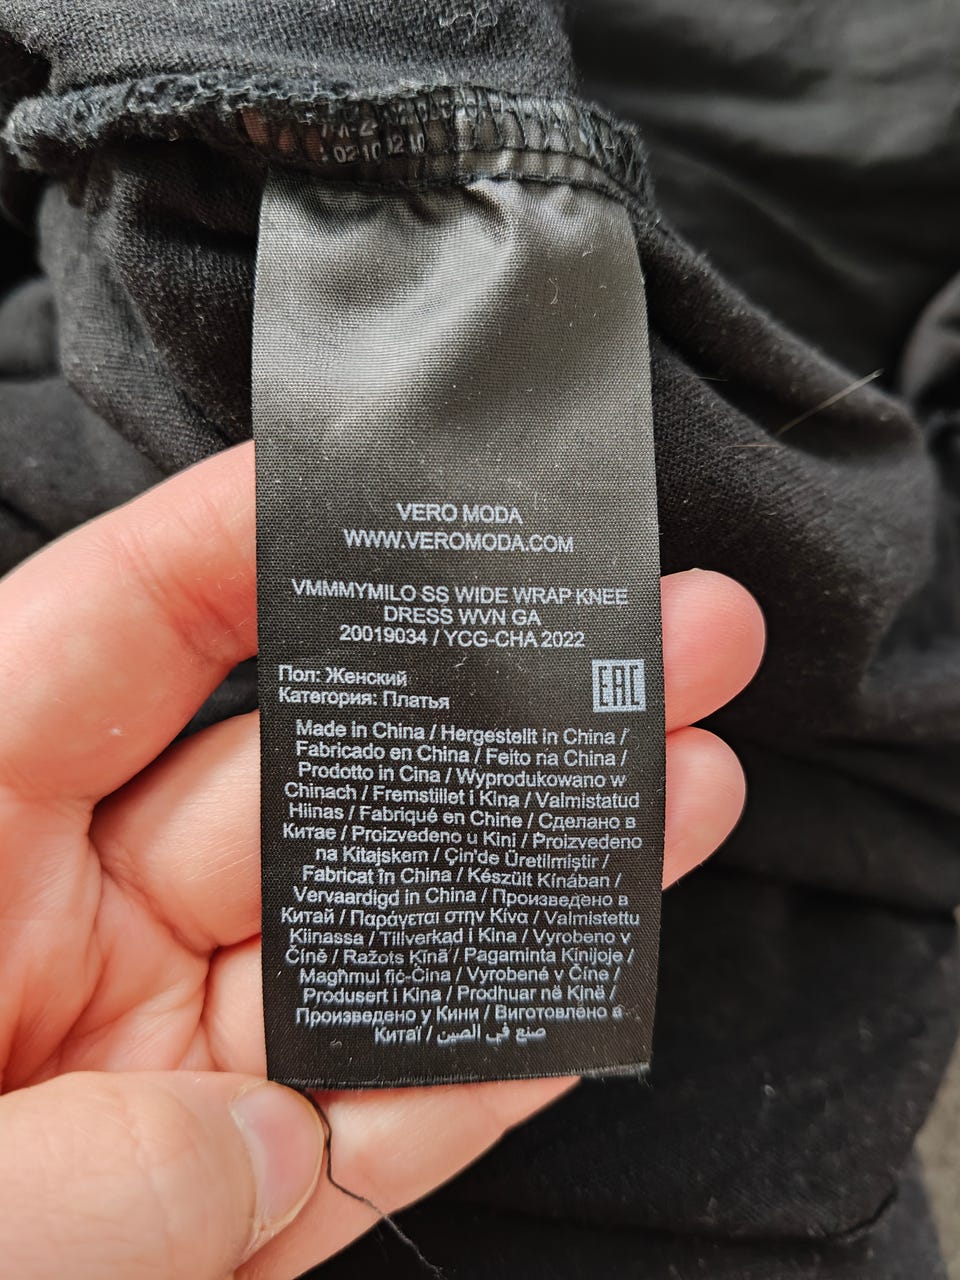 VERO MODA
WWW.VEROMODA.COM
VMMMYMILO SS WIDE WRAP KNEE
DRESS WVN GA
20019034 / YCG-CHA 2022
Пол: Женский
Категория: Платья
EAC
Made in China / Hergestellt in China /
Fabricado en China / Feito na China /
Prodotto in Cina / Wyprodukowano w
Chinach / Fremstillet i Kina / Valmistatud
Hiinas / Fabriqué en Chine / Сделано в
Китае / Proizvedeno u Kini / Proizvedeno
na Kitajskem / Çin'de Üretilmiştir /
Fabricat în China / Készült Kínában /
Vervaardigd in China / Произведено в
Китай / Παράγεται στην Κίνα / Valmistettu
Kiinassa / Tillverkad i Kina / Vyrobeno v
Číně / Ražots Ķīnā / Pagaminta Kinijoje /
Magħmul fiċ-Ċina / Vyrobené v Číne /
Produsert i Kina / Prodhuar në Kinë /
Произведено у Кини / Виготовлено в
Китаї / صنع في الصين